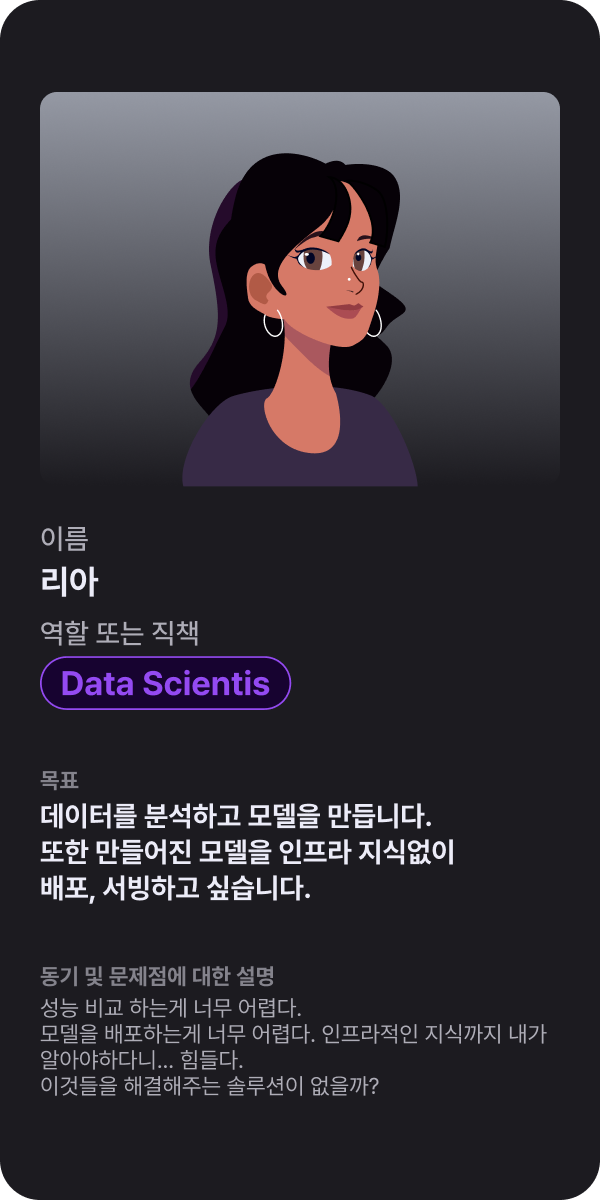 이름
리아
역할 또는 직책
Data Scientis
목표
데이터를 분석하고 모델을 만듭니다.
또한 만들어진 모델을 인프라 지식없이
배포, 서빙하고 싶습니다.
동기 및 문제점에 대한 설명
성능 비교 하는게 너무 어렵다.
모델을 배포하는게 너무 어렵다. 인프라적인 지식까지 내가
알아야하다니... 힘들다.
이것들을 해결해주는 솔루션이 없을까?